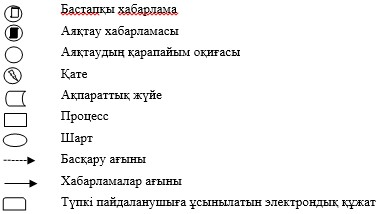 Бастапқы хабарлама
Аяқтау хабарламасы
Аяқтаудың қарапайым оқиғасы
Қате
Ақпараттық жүйе
Процесс
Шарт
Басқару ағыны
Хабарламалар ағыны
Түпкі пайдаланушыға ұсынылатын электрондық құжат